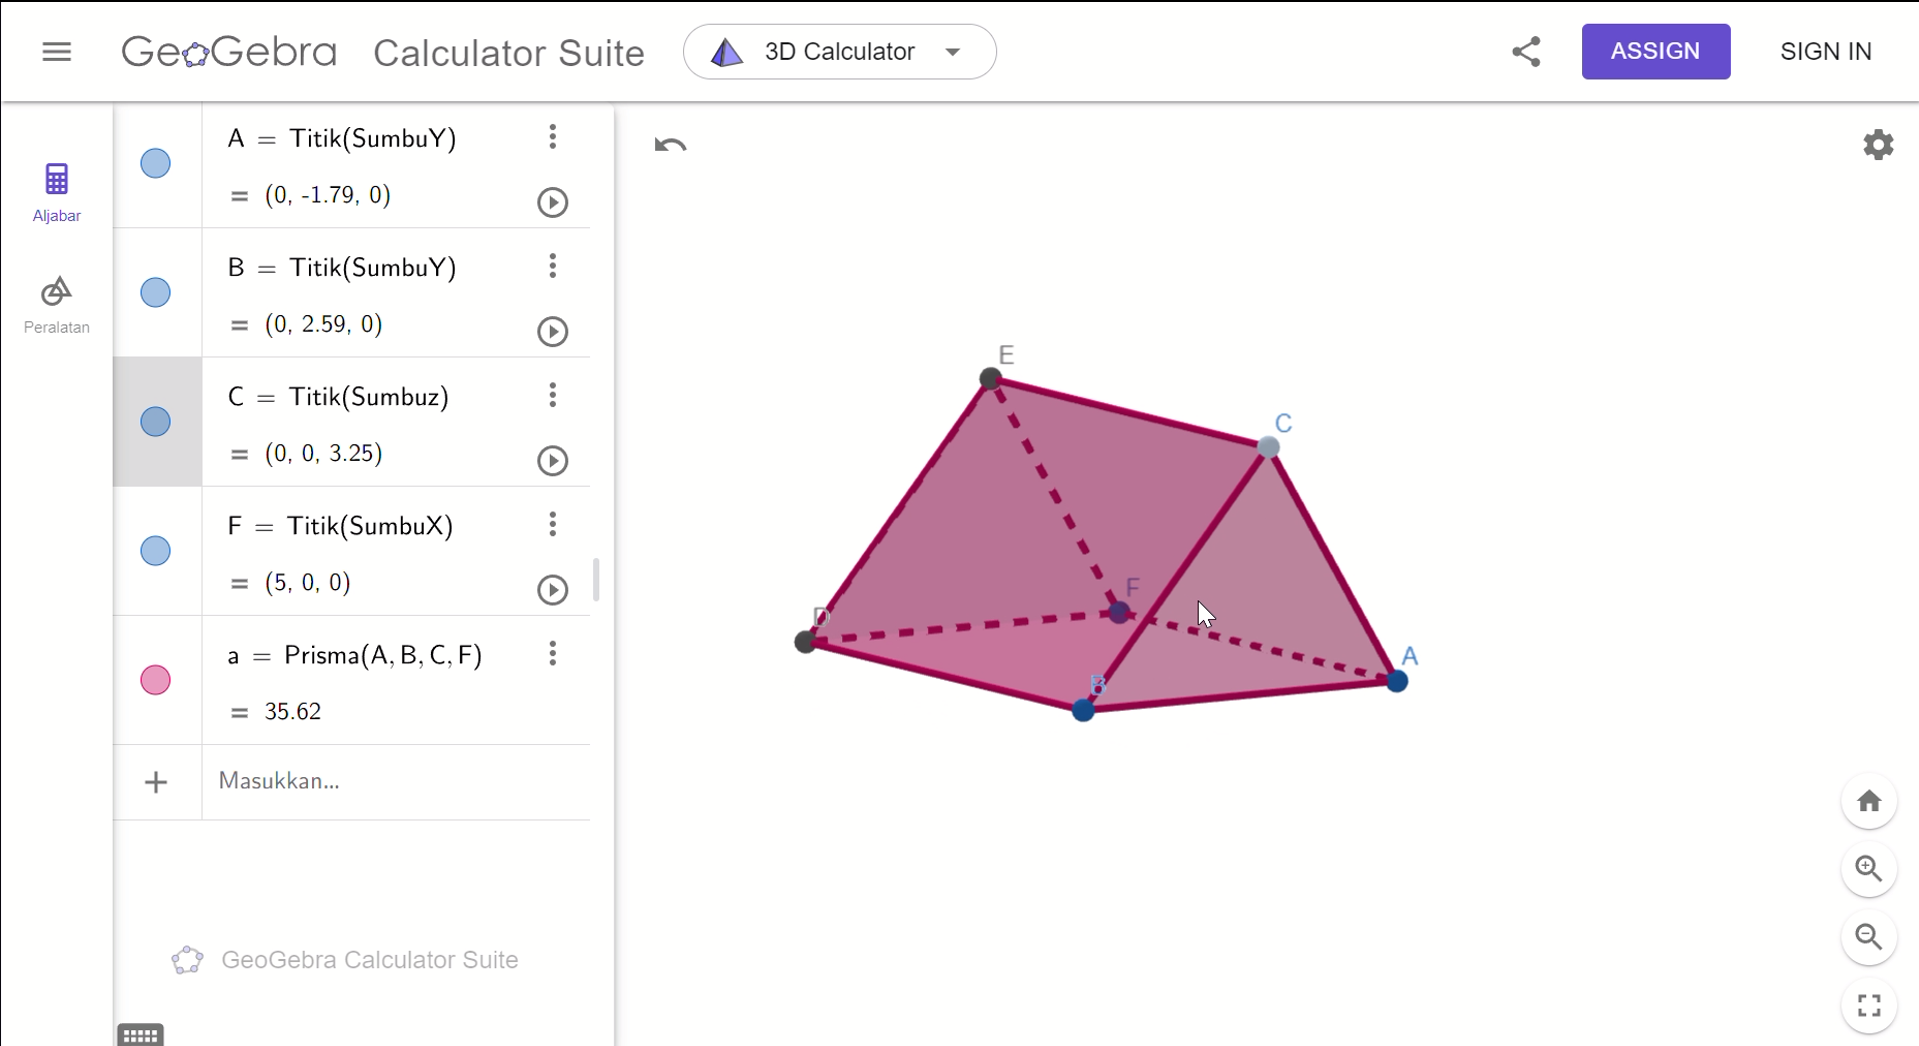 GeoGebra Calculator Suite 3D Calculator ASSIGN SIGN IN
Aljabar
Peralatan
A = Titik(SumbuY)
= (0, -1.79, 0)
B = Titik(SumbuY)
= (0, 2.59, 0)
C = Titik(Sumbuz)
= (0, 0, 3.25)
F = Titik(SumbuX)
= (5, 0, 0)
a = Prisma(A, B, C, F)
= 35.62
+ Masukkan...
GeoGebra Calculator Suite
E
C
F
D
A
B